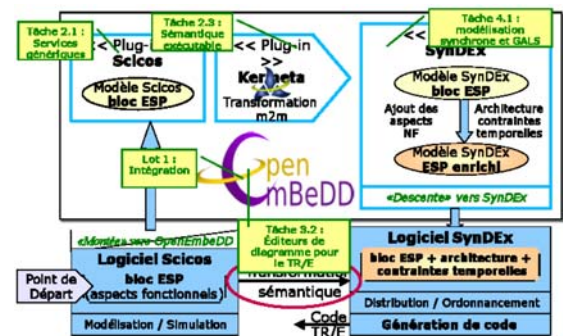 Tâche 2.1 :
Services
génériques
<< Plug-in
Scicos
Modèle Scicos
bloc ESP
Tâche 2.3 :
Sémantique
exécutable
<< Plug-in
>>
Kermeta
Transformation
m2m
Tâche 4.1 :
modélisation
synchrone et GALS
<<
SynDEx
Modèle SynDEx
bloc ESP
Ajout des
aspects
NF
Architecture
contraintes
temporelles
Modèle SynDEx
ESP enrichi
«Descente» vers SynDEx
Lot 1 :
Intégration
Open
EmBeDD
«Montée» vers OpenEmbeDD
Tâche 3.2 :
Éditeurs de
diagramme pour
le TR/E
Point de
Départ
Logiciel Scicos
bloc ESP
(aspects fonctionnels)
Modélisation / Simulation
Transformation
sémantique
Code
TR/E
Logiciel SynDEx
bloc ESP + architecture +
contraintes temporelles
Distribution / Ordonnancement
Génération de code